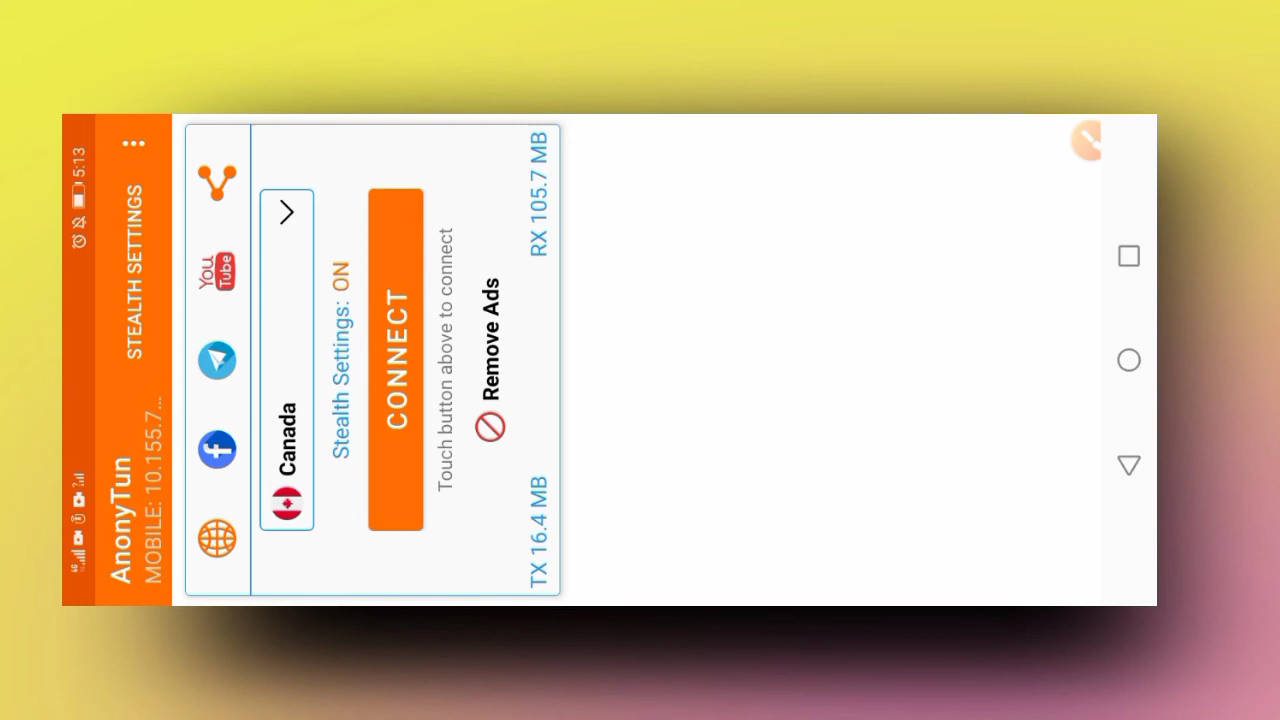 4G 5:13
AnonyTun
MOBILE: 10.155.7...
STEALTH SETTINGS
You
Tube
Canada
Stealth Settings: ON
CONNECT
Touch button above to connect
Remove Ads
TX 16.4 MB RX 105.7 MB